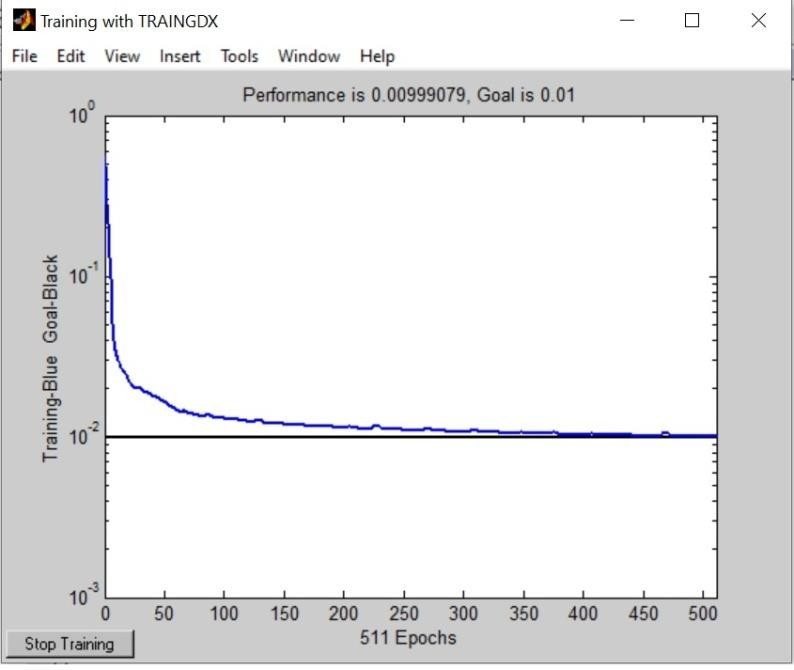 Training with TRAINGDX
File Edit View Insert Tools Window Help
Performance is 0.00999079, Goal is 0.01
10^0
10^-1
10^-2
10^-3
Training-Blue Goal-Black
0 50 100 150 200 250 300 350 400 450 500
511 Epochs
Stop Training